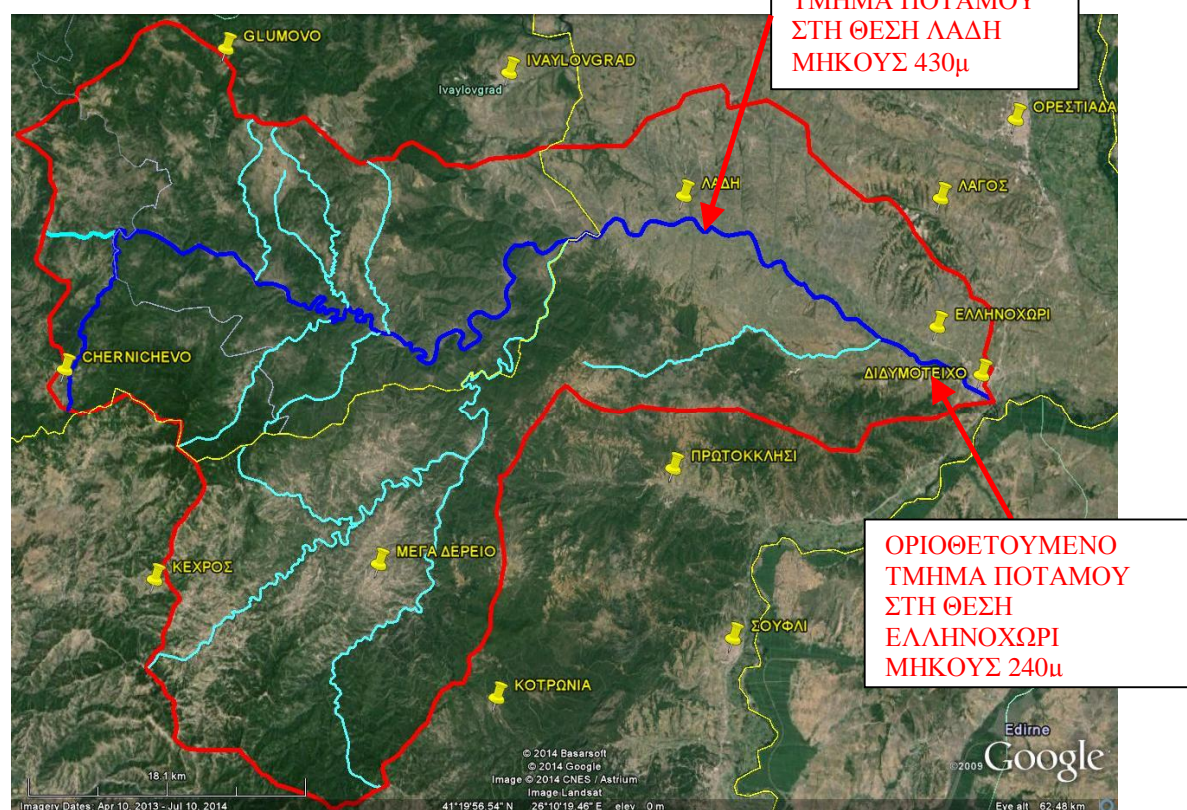 ΤΜΗΜΑ ΠΟΤΑΜΟΥ
ΣΤΗ ΘΕΣΗ ΛΑΔΗ
ΜΗΚΟΥΣ 430μ
GLUMOVO
IVAYLOVGRAD
Ivaylovgrad
ΟΡΕΣΤΙΑΔΑ
ΛΑΔΗ
ΛΑΓΟΣ
ΕΛΛΗΝΟΧΩΡΙ
CHERNICHEVO
ΔΙΔΥΜΟΤΕΙΧΟ
ΠΡΩΤΟΚΚΛΗΣΙ
ΟΡΙΟΘΕΤΟΥΜΕΝΟ
ΤΜΗΜΑ ΠΟΤΑΜΟΥ
ΣΤΗ ΘΕΣΗ
ΕΛΛΗΝΟΧΩΡΙ
ΜΗΚΟΥΣ 240μ
ΜΕΓΑ ΔΕΡΕΙΟ
ΚΕΧΡΟΣ
ΣΟΥΦΛΙ
ΚΟΤΡΩΝΙΑ
Edirne
© 2014 Basarsoft
© 2014 Google
Image © 2014 CNES / Astrium
Image Landsat
©2009 Google
18.1 km
Imagery Dates: Apr 10, 2013 - Jul 10, 2014
41°19'56.54" N 26°10'19.46" E elev 0 m
Eye alt 62.48 km